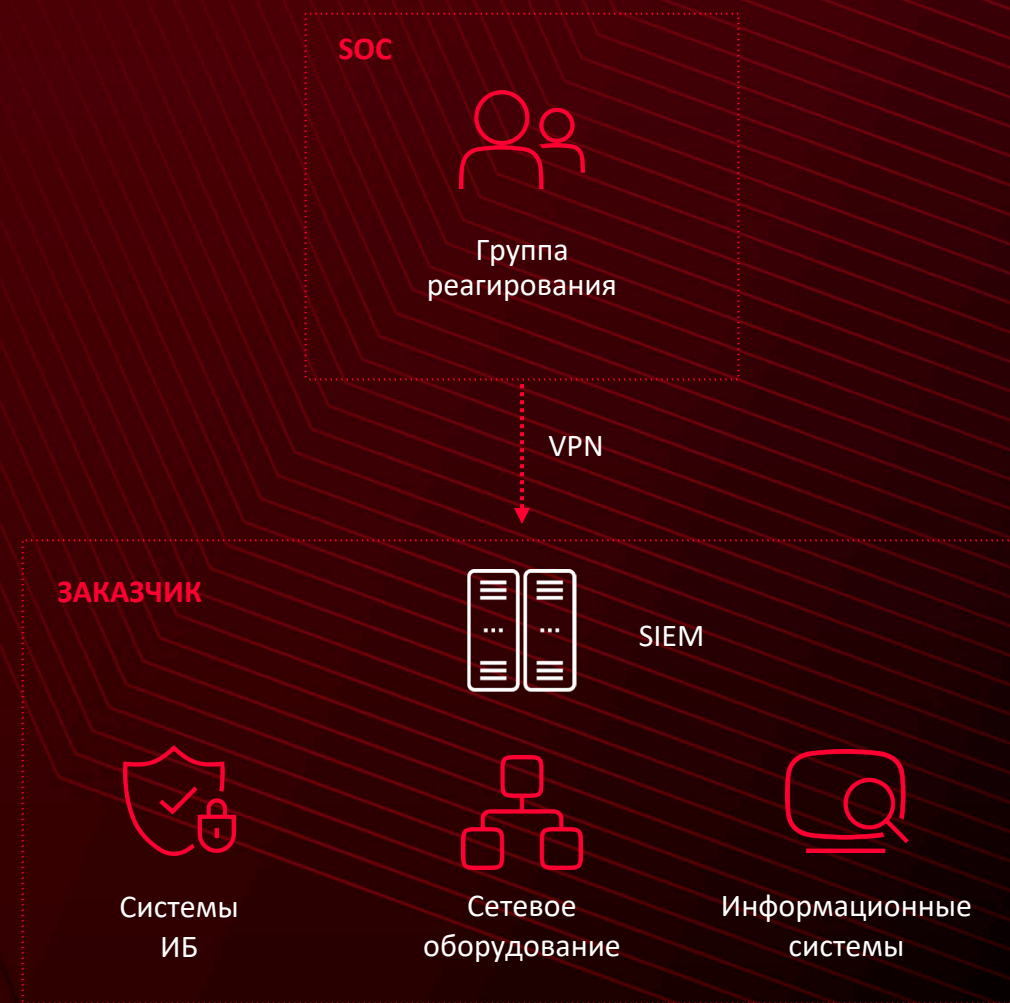 SOC
Группа
реагирования
VPN
ЗАКАЗЧИК
SIEM
Системы
ИБ
Сетевое
оборудование
Информационные
системы